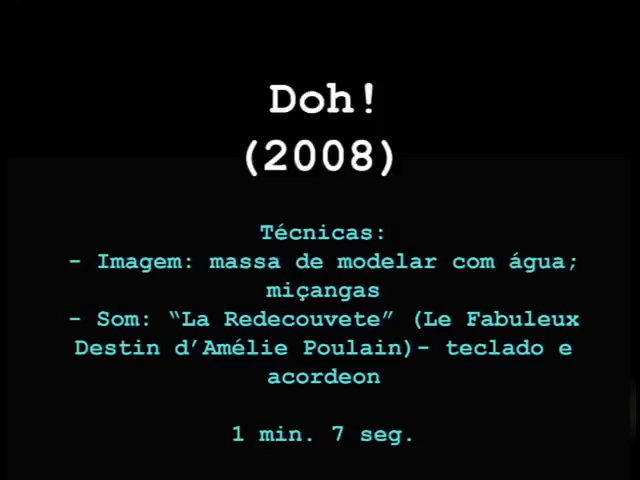 Doh!
(2008)
Técnicas:
- Imagem: massa de modelar com água;
miçangas
- Som: “La Redecouvete” (Le Fabuleux
Destin d’Amélie Poulain)- teclado e
acordeon
1 min. 7 seg.